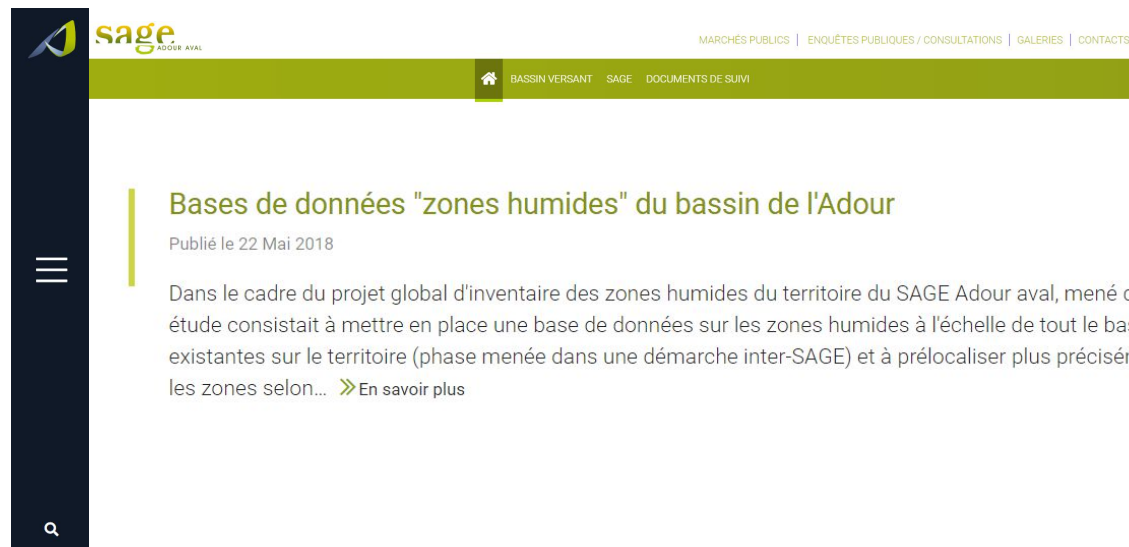 sage
ADOUR AVAL
MARCHÉS PUBLICS | ENQUÊTES PUBLIQUES / CONSULTATIONS | GALERIES | CONTACTS
BASSIN VERSANT SAGE DOCUMENTS DE SUIVI
Bases de données "zones humides" du bassin de l'Adour
Publié le 22 Mai 2018
Dans le cadre du projet global d'inventaire des zones humides du territoire du SAGE Adour aval, mené
étude consistait à mettre en place une base de données sur les zones humides à l'échelle de tout le
existantes sur le territoire (phase menée dans une démarche inter-SAGE) et à prélocaliser plus
les zones selon... En savoir plus